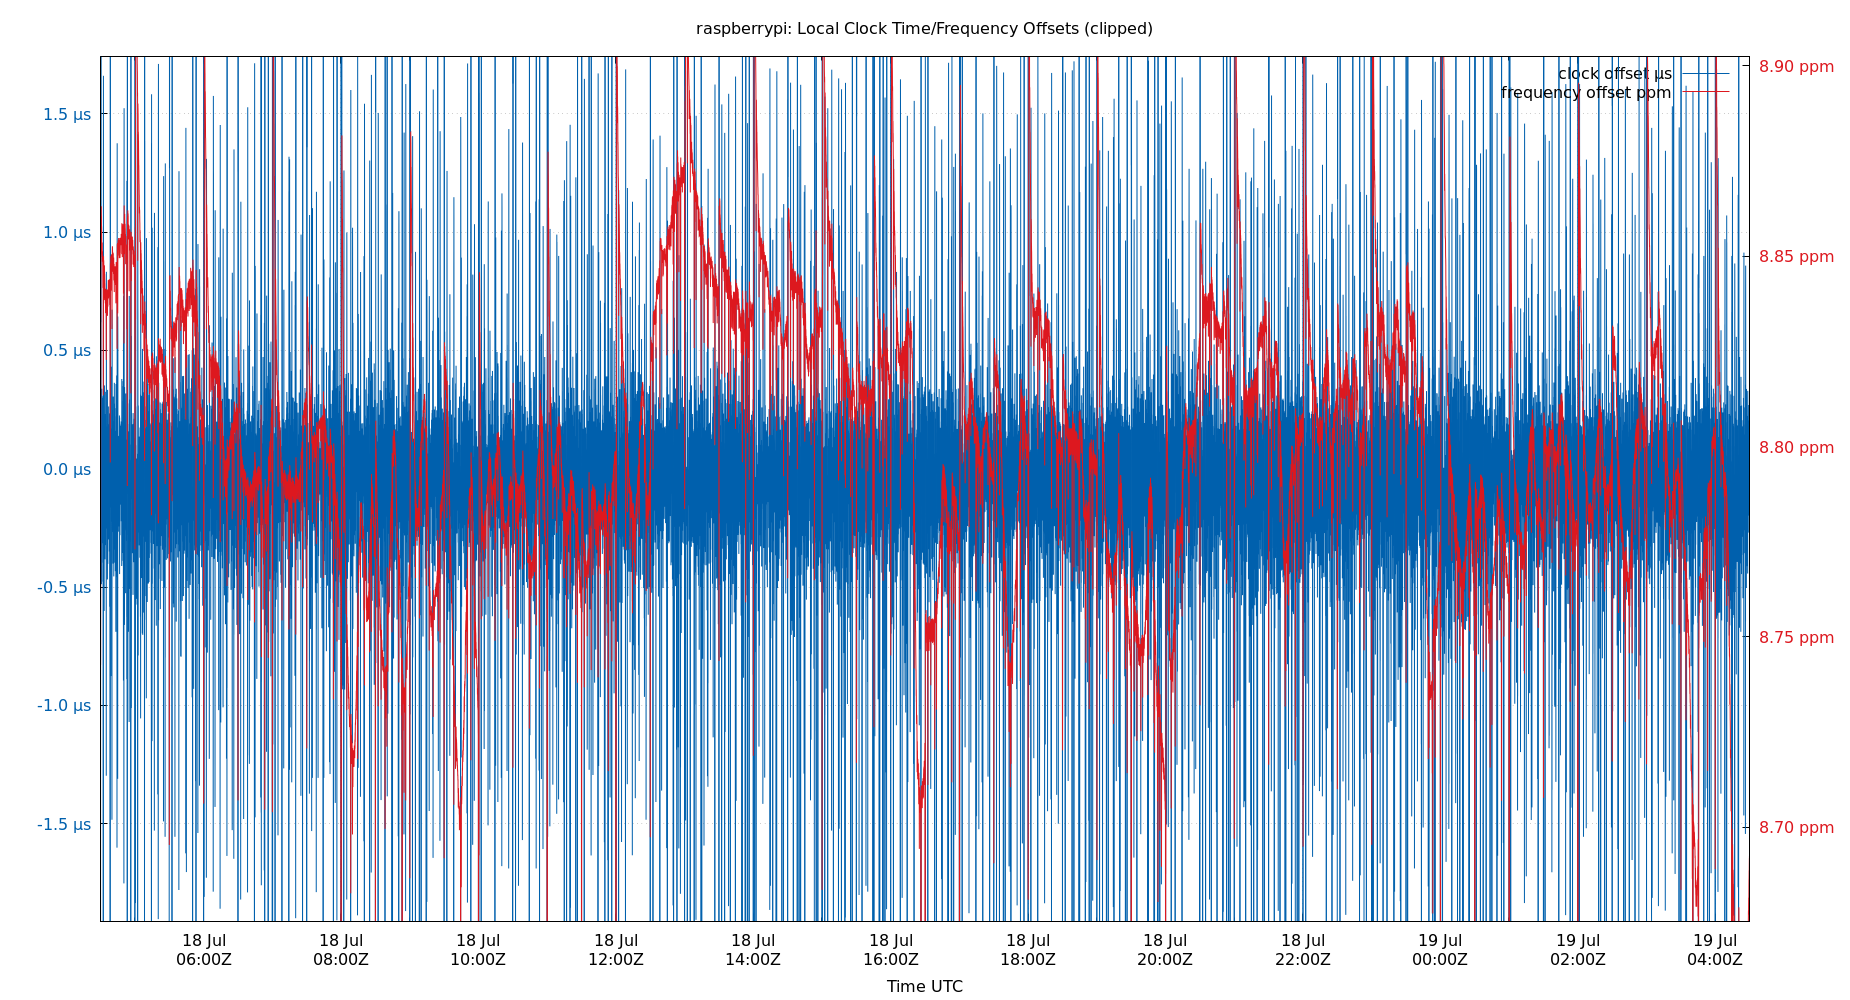 raspberrypi: Local Clock Time/Frequency Offsets (clipped)
clock offset µs
frequency offset ppm
1.5 µs
1.0 µs
0.5 µs
0.0 µs
-0.5 µs
-1.0 µs
-1.5 µs
8.90 ppm
8.85 ppm
8.80 ppm
8.75 ppm
8.70 ppm
18 Jul
06:00Z
18 Jul
08:00Z
18 Jul
10:00Z
18 Jul
12:00Z
18 Jul
14:00Z
18 Jul
16:00Z
18 Jul
18:00Z
18 Jul
20:00Z
18 Jul
22:00Z
19 Jul
00:00Z
19 Jul
02:00Z
19 Jul
04:00Z
Time UTC